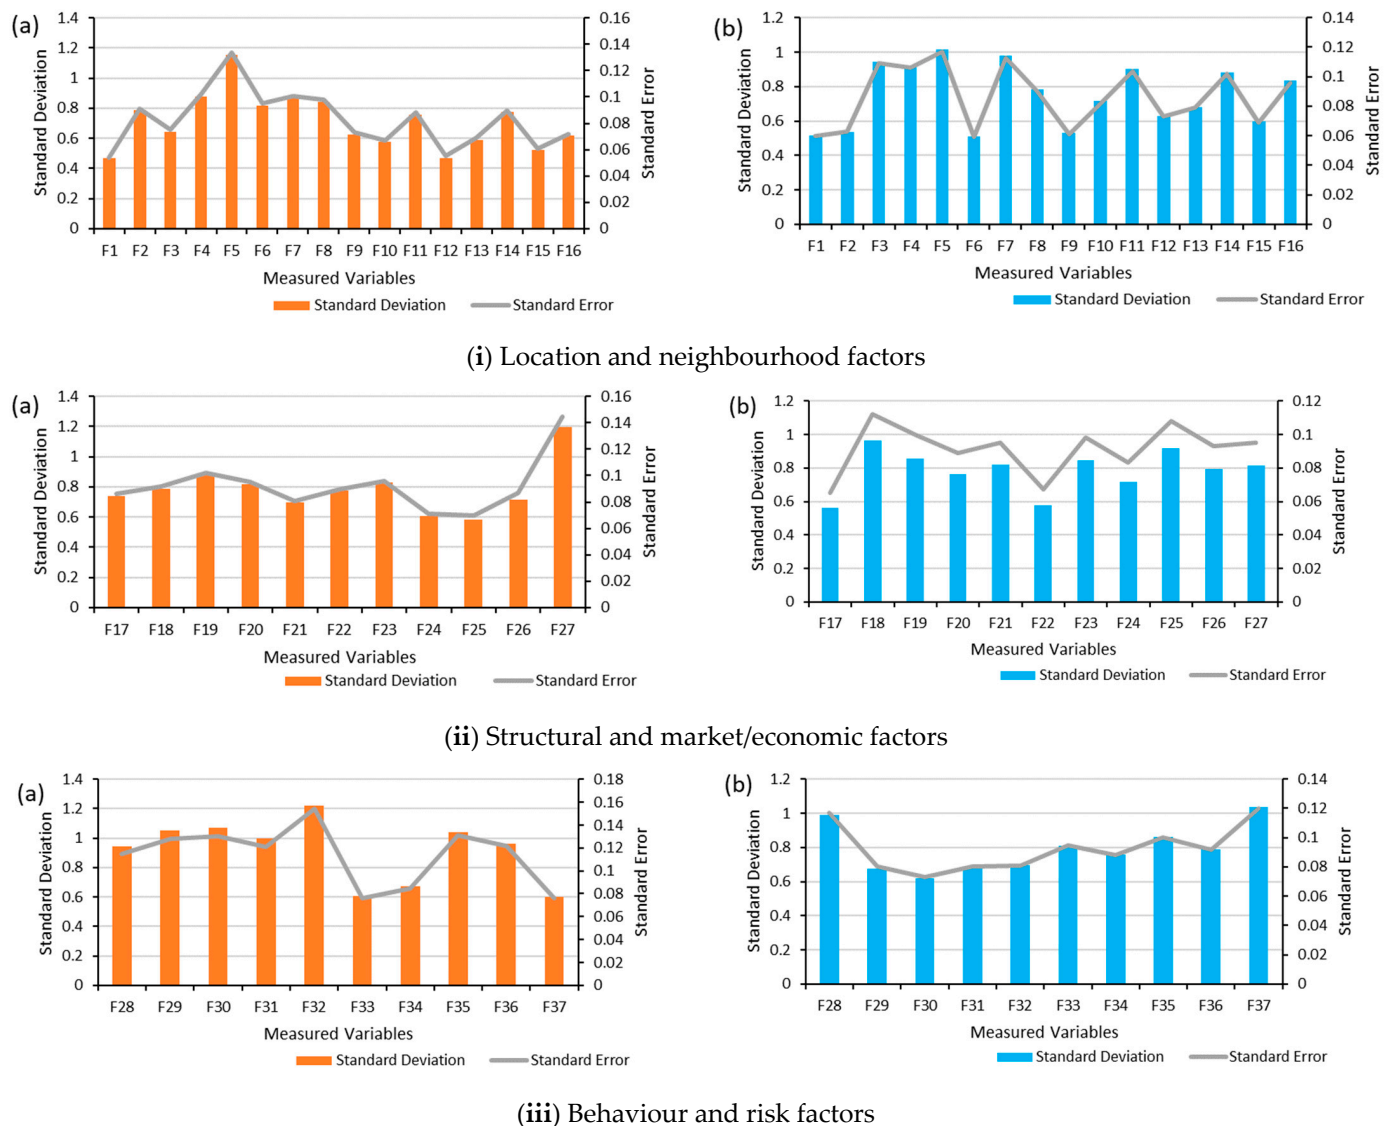 (a)
Standard Deviation
1.4
1.2
1
0.8
0.6
0.4
0.2
0
0.16
0.14
0.12
0.1
0.08
0.06
0.04
0.02
0
Standard Error
F1 F2 F3 F4 F5 F6 F7 F8 F9 F10 F11 F12 F13 F14 F15 F16
Measured Variables
Standard Deviation Standard Error
(b)
Standard Deviation
1.2
1
0.8
0.6
0.4
0.2
0
0.14
0.12
0.1
0.08
0.06
0.04
0.02
0
Standard Error
F1 F2 F3 F4 F5 F6 F7 F8 F9 F10 F11 F12 F13 F14 F15 F16
Measured Variables
Standard Deviation Standard Error
(i) Location and neighbourhood factors
(a)
Standard Deviation
1.4
1.2
1
0.8
0.6
0.4
0.2
0
0.16
0.14
0.12
0.1
0.08
0.06
0.04
0.02
0
Standard Error
F17 F18 F19 F20 F21 F22 F23 F24 F25 F26 F27
Measured Variables
Standard Deviation Standard Error
(b)
Standard Deviation
1.2
1
0.8
0.6
0.4
0.2
0
0.12
0.1
0.08
0.06
0.04
0.02
0
Standard Error
F17 F18 F19 F20 F21 F22 F23 F24 F25 F26 F27
Measured Variables
Standard Deviation Standard Error
(ii) Structural and market/economic factors
(a)
Standard Deviation
1.4
1.2
1
0.8
0.6
0.4
0.2
0
0.18
0.16
0.14
0.12
0.1
0.08
0.06
0.04
0.02
0
Standard Error
F28 F29 F30 F31 F32 F33 F34 F35 F36 F37
Measured Variables
Standard Deviation Standard Error
(b)
Standard Deviation
1.2
1
0.8
0.6
0.4
0.2
0
0.14
0.12
0.1
0.08
0.06
0.04
0.02
0
Standard Error
F28 F29 F30 F31 F32 F33 F34 F35 F36 F37
Measured Variables
Standard Deviation Standard Error
(iii) Behaviour and risk factors